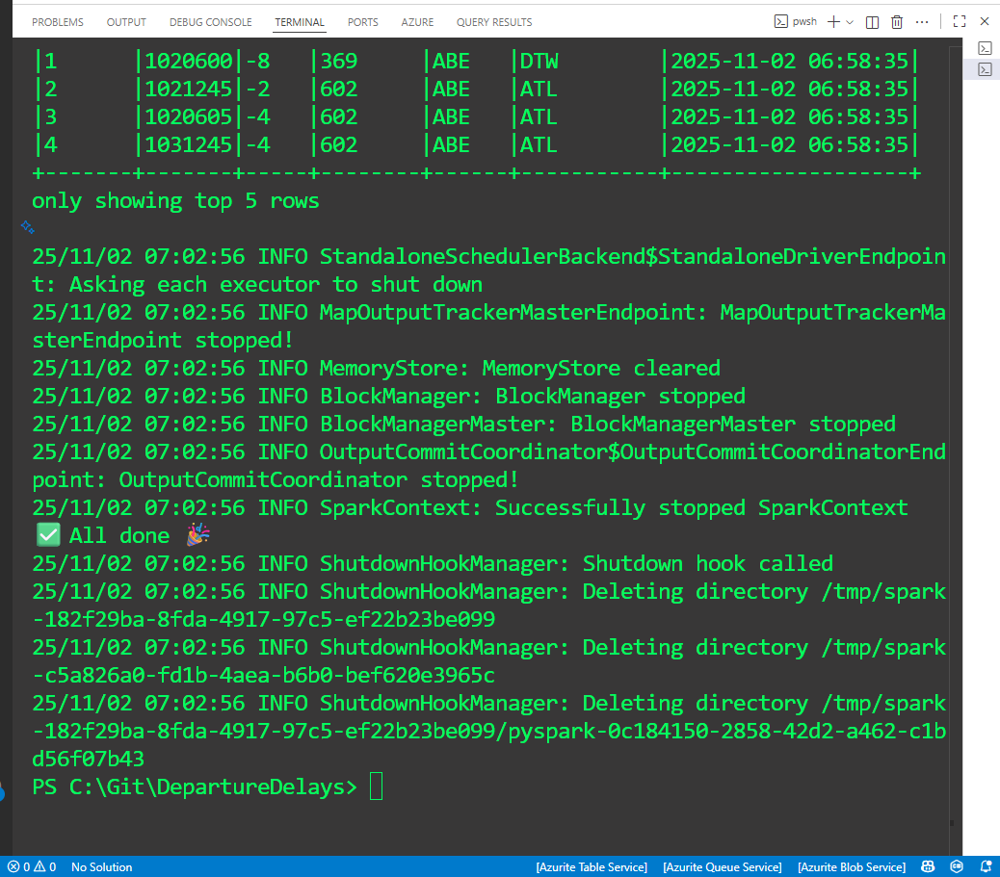 PROBLEMS OUTPUT DEBUG CONSOLE TERMINAL PORTS AZURE QUERY RESULTS pwsh
|1      |1020600|-8   |369     |ABE   |DTW        |2025-11-02 06:58:35|
|2      |1021245|-2   |602     |ABE   |ATL        |2025-11-02 06:58:35|
|3      |1020605|-4   |602     |ABE   |ATL        |2025-11-02 06:58:35|
|4      |1031245|-4   |602     |ABE   |ATL        |2025-11-02 06:58:35|
+-------+-------+-----+--------+------+-----------+-------------------+
only showing top 5 rows
25/11/02 07:02:56 INFO StandaloneSchedulerBackend$StandaloneDriverEndpoin
t: Asking each executor to shut down
25/11/02 07:02:56 INFO MapOutputTrackerMasterEndpoint: MapOutputTrackerMa
sterEndpoint stopped!
25/11/02 07:02:56 INFO MemoryStore: MemoryStore cleared
25/11/02 07:02:56 INFO BlockManager: BlockManager stopped
25/11/02 07:02:56 INFO BlockManagerMaster: BlockManagerMaster stopped
25/11/02 07:02:56 INFO OutputCommitCoordinator$OutputCommitCoordinatorEnd
point: OutputCommitCoordinator stopped!
25/11/02 07:02:56 INFO SparkContext: Successfully stopped SparkContext
✅ All done 🎉
25/11/02 07:02:56 INFO ShutdownHookManager: Shutdown hook called
25/11/02 07:02:56 INFO ShutdownHookManager: Deleting directory /tmp/spark
-182f29ba-8fda-4917-97c5-ef22b23be099
25/11/02 07:02:56 INFO ShutdownHookManager: Deleting directory /tmp/spark
-c5a826a0-fd1b-4aea-b6b0-bef620e3965c
25/11/02 07:02:56 INFO ShutdownHookManager: Deleting directory /tmp/spark
-182f29ba-8fda-4917-97c5-ef22b23be099/pyspark-0c184150-2858-42d2-a462-c1b
d56f07b43
PS C:\Git\DepartureDelays>
0 0 No Solution [Azurite Table Service] [Azurite Queue Service] [Azurite Blob Service]